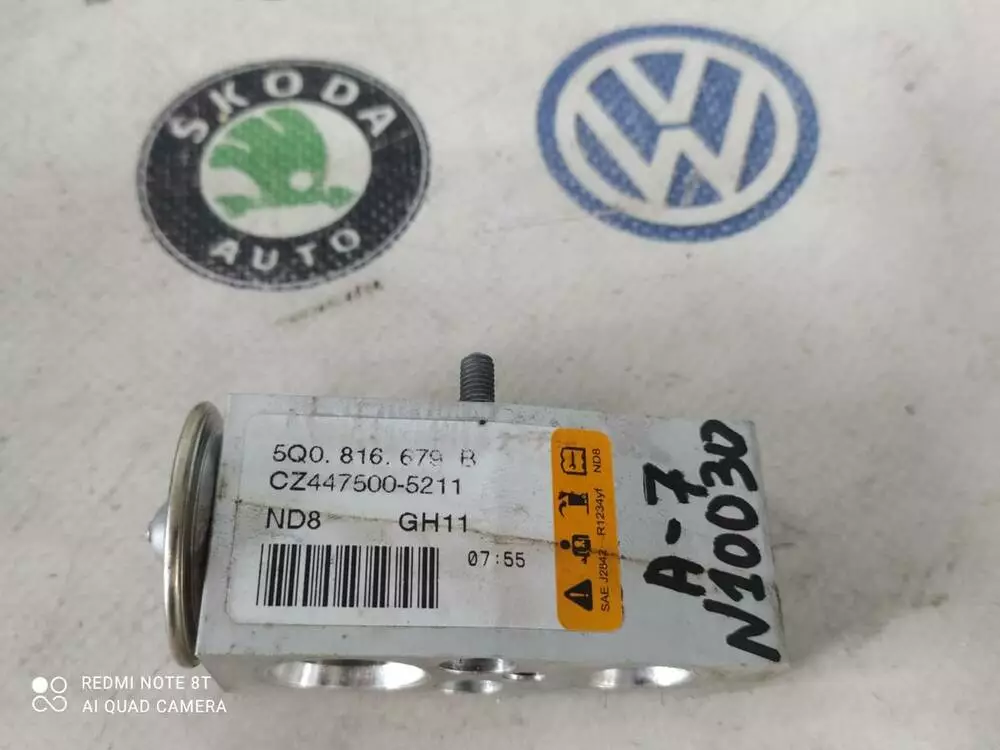 SKODA
AUTO
5Q0. 816. 679 B
CZ447500-5211
ND8 GH11
07:55
SAE J2842 R1234yf ND8
A-7
N10030
REDMI NOTE 8T
AI QUAD CAMERA